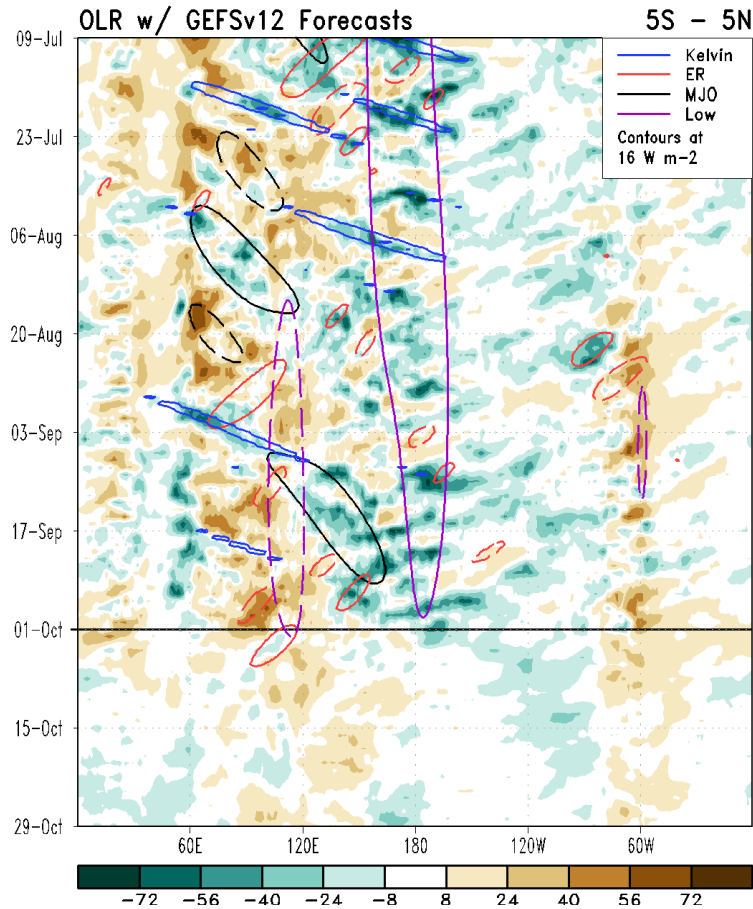 OLR w/ GEFSv12 Forecasts 5S - 5N
Kelvin
ER
MJO
Low
Contours at
16 W m-2
09-Jul
23-Jul
06-Aug
20-Aug
03-Sep
17-Sep
01-Oct
15-Oct
29-Oct
60E 120E 180 120W 60W
-72 -56 -40 -24 -8 8 24 40 56 72